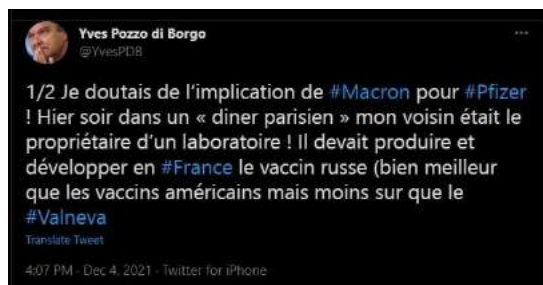 Yves Pozzo di Borgo
@YvesPDB
1/2 Je doutais de l'implication de #Macron pour #Pfizer
! Hier soir dans un « diner parisien » mon voisin était le
propriétaire d'un laboratoire ! Il devait produire et
développer en #France le vaccin russe (bien meilleur
que les vaccins américains mais moins sur que le
#Valneva
Translate Tweet
4:07 PM - Dec 4, 2021 - Twitter for iPhone